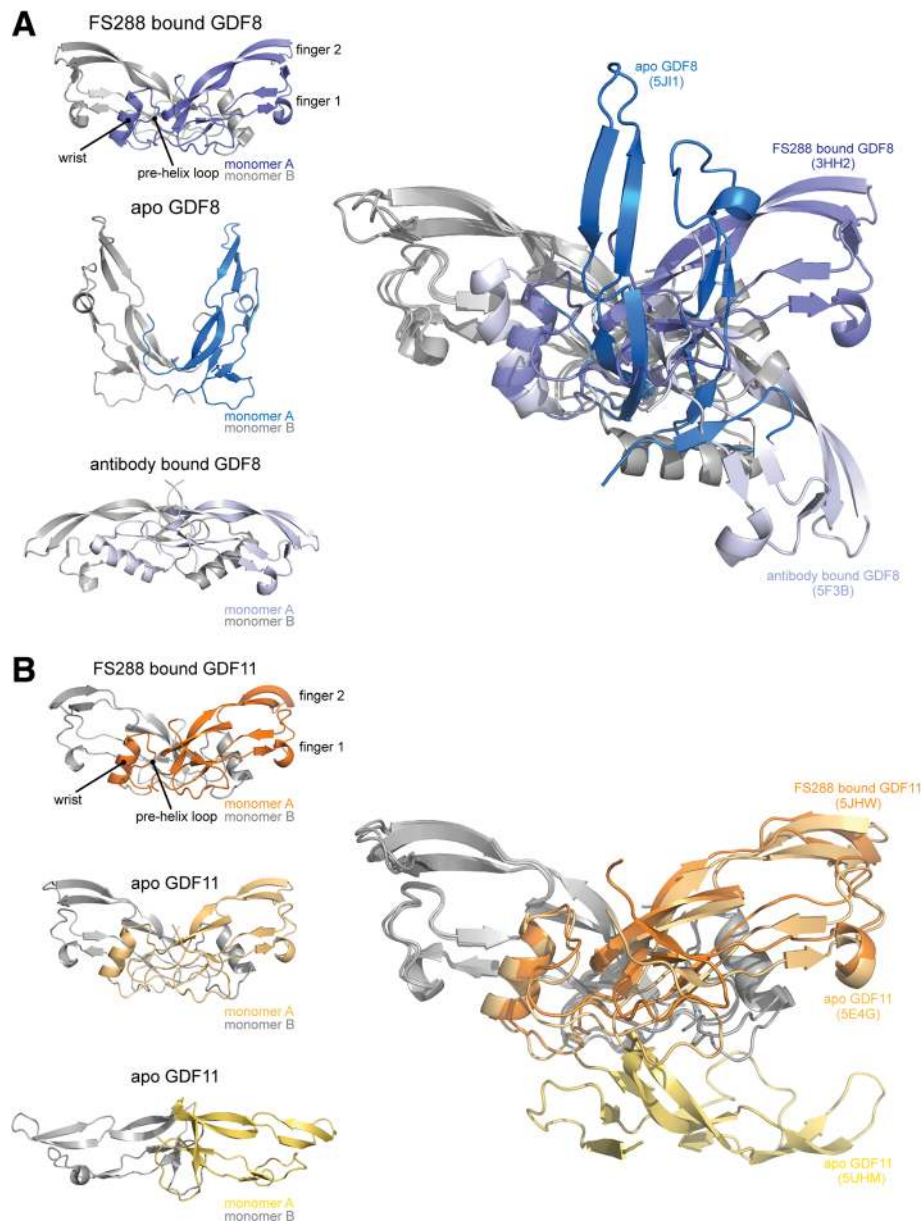 A
FS288 bound GDF8
finger 2
finger 1
wrist
pre-helix loop
monomer A
monomer B
apo GDF8
monomer A
monomer B
antibody bound GDF8
monomer A
monomer B
apo GDF8
(5JI1)
FS288 bound GDF8
(3HH2)
antibody bound GDF8
(5F3B)
B
FS288 bound GDF11
finger 2
finger 1
wrist
pre-helix loop
monomer A
monomer B
apo GDF11
monomer A
monomer B
apo GDF11
monomer A
monomer B
FS288 bound GDF11
(5JHW)
apo GDF11
(5E4G)
apo GDF11
(5UHM)